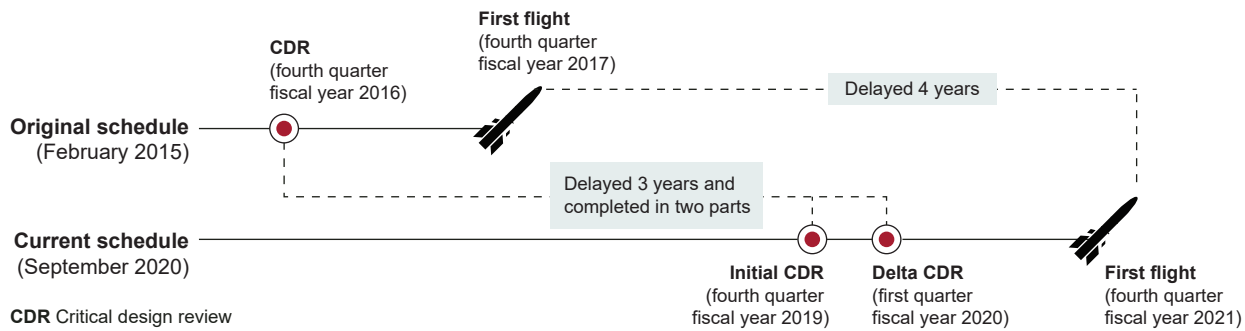 First flight
(fourth quarter
fiscal year 2017)
CDR
(fourth quarter
fiscal year 2016)
Delayed 4 years
Original schedule
(February 2015)
Delayed 3 years and
completed in two parts
Current schedule
(September 2020)
Initial CDR
(fourth quarter
fiscal year 2019)
Delta CDR
(first quarter
fiscal year 2020)
First flight
(fourth quarter
fiscal year 2021)
CDR Critical design review